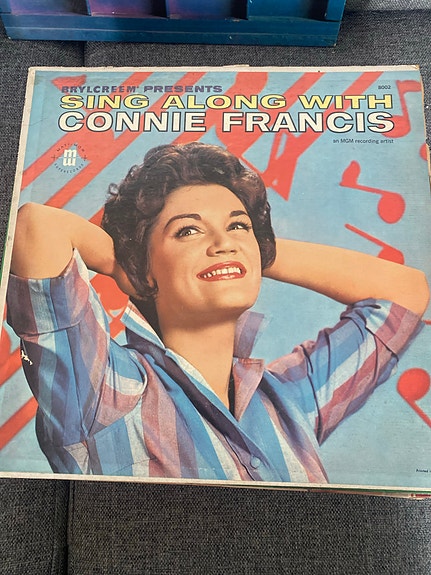 BRYLCREEM PRESENTS
8002
SING ALONG WITH
CONNIE FRANCIS
an MGM recording artist